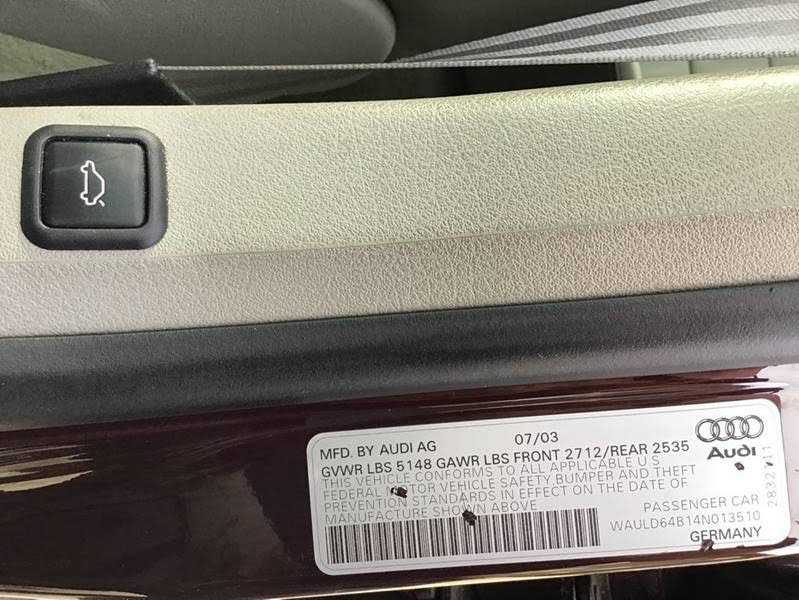 MFD. BY AUDI AG 07/03
GVWR LBS 5148 GAWR LBS FRONT 2712/REAR 2535
THIS VEHICLE CONFORMS TO ALL APPLICABLE U.S.
FEDERAL OR VEHICLE SAFETY BUMPER AND THEFT
PREVENTION STANDARDS IN EFFECT ON THE DATE OF
MANUFACTURE SHOWN ABOVE
PASSENGER CAR
WAULD64B14N013510
GERMANY
Audi